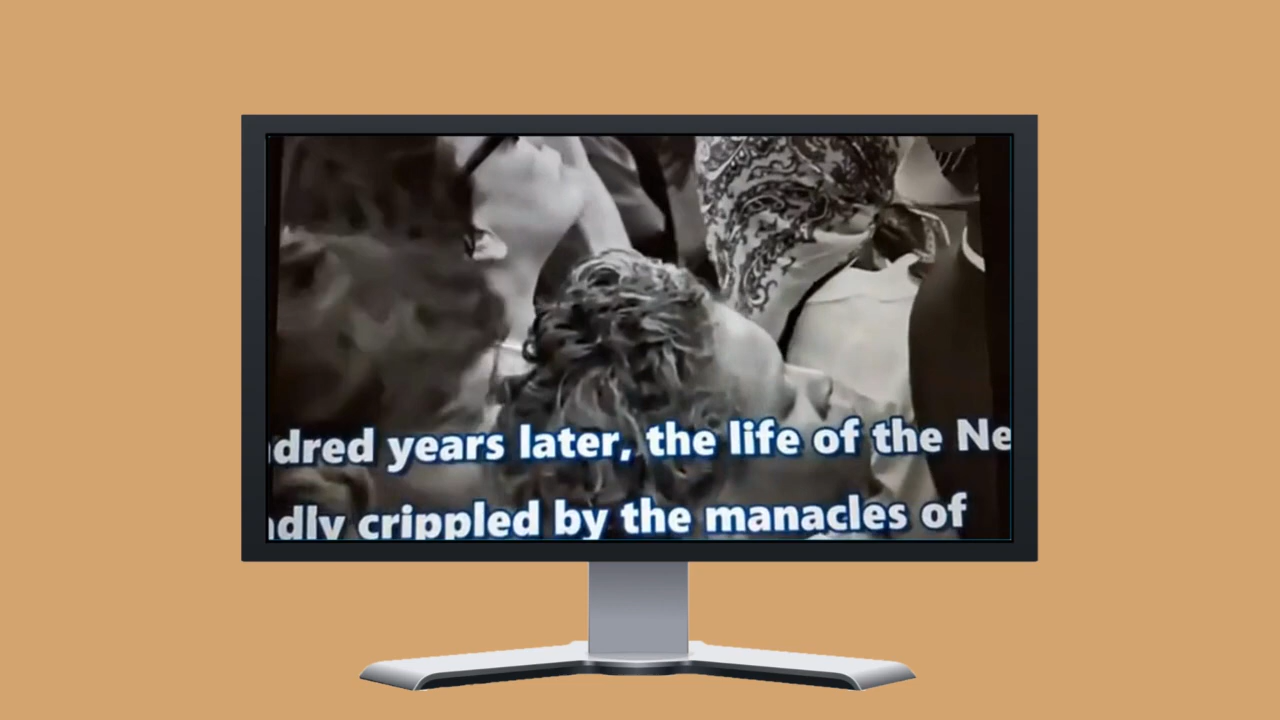 dred years later, the life of the Ne
dly crippled by the manacles of